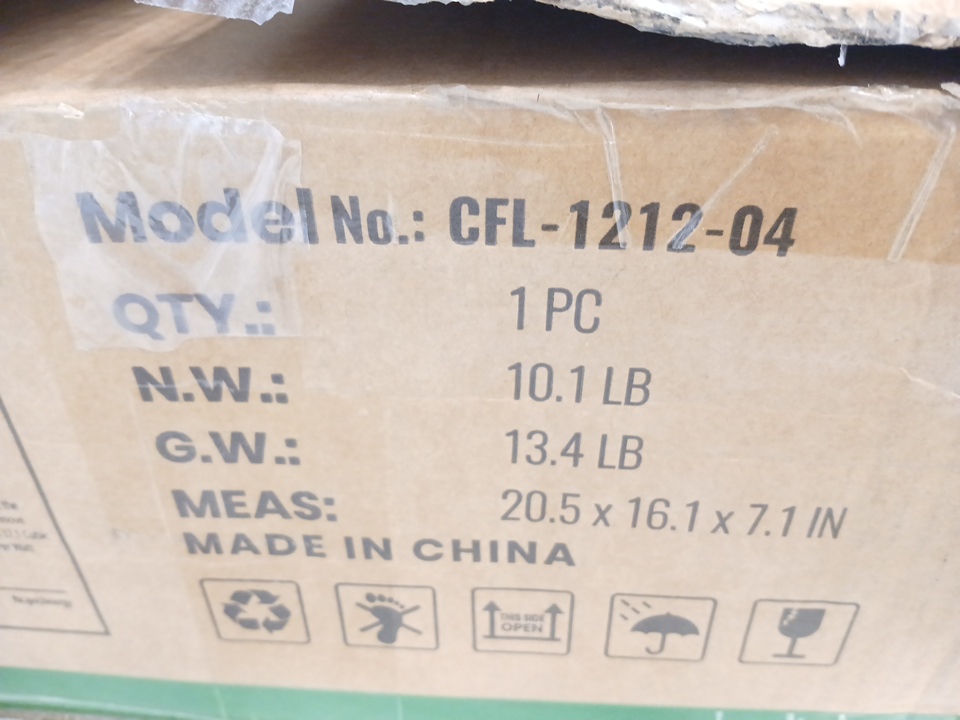 Model No.: CFL-1212-04
QTY.: 1 PC
N.W.: 10.1 LB
G.W.: 13.4 LB
MEAS: 20.5 x 16.1 x 7.1 IN
MADE IN CHINA
THIS SIDE
OPEN
the